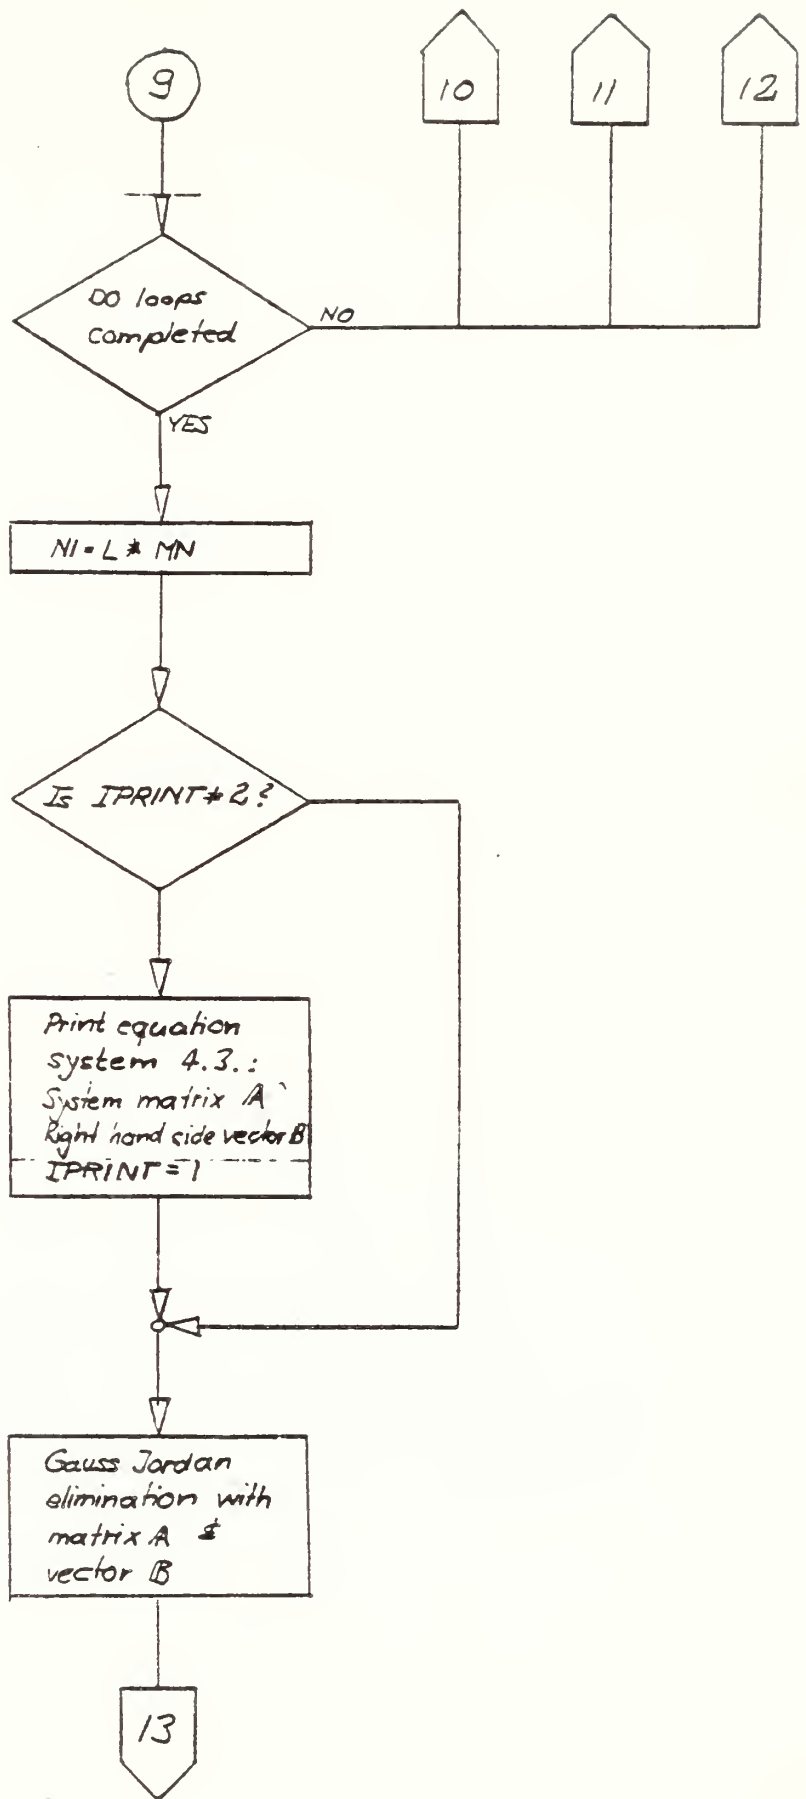 9
10
11
12
DO loops
completed
NO
YES
NI = L * MN
Is IPRINT ≠ 2?
Print equation
system 4.3.:
System matrix A
Right hand side vector B
IPRINT = 1
Gauss Jordan
elimination with
matrix A &
vector B
13